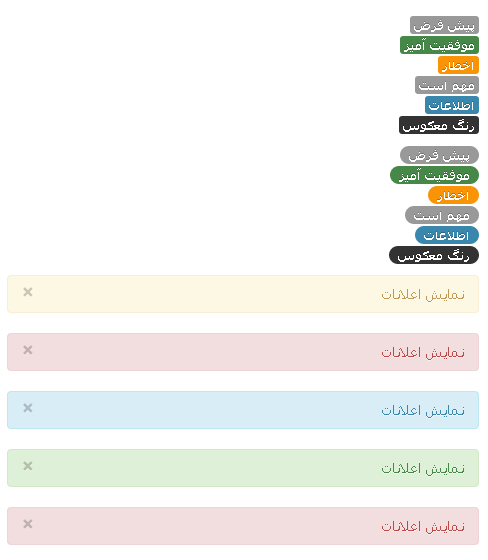 پیش فرض
موفقیت آمیز
اخطار
مهم است
اطلاعات
رنگ معکوس
پیش فرض
موفقیت آمیز
اخطار
مهم است
اطلاعات
رنگ معکوس
نمایش اعلانات ×
نمایش اعلانات ×
نمایش اعلانات ×
نمایش اعلانات ×
نمایش اعلانات ×